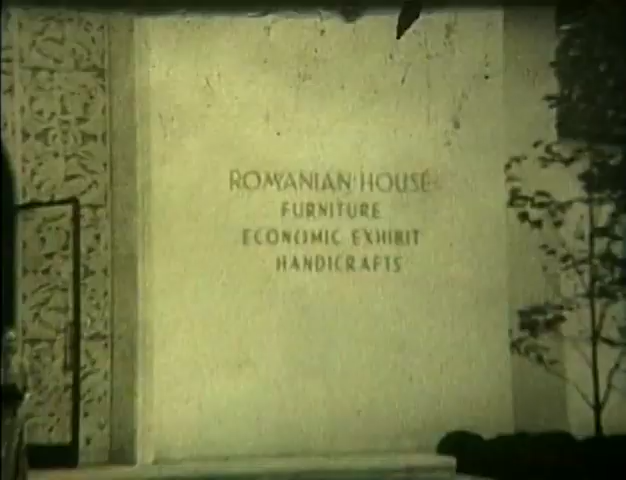 ROMANIAN HOUSE
FURNITURE
ECONOMIC EXHIBIT
HANDICRAFTS